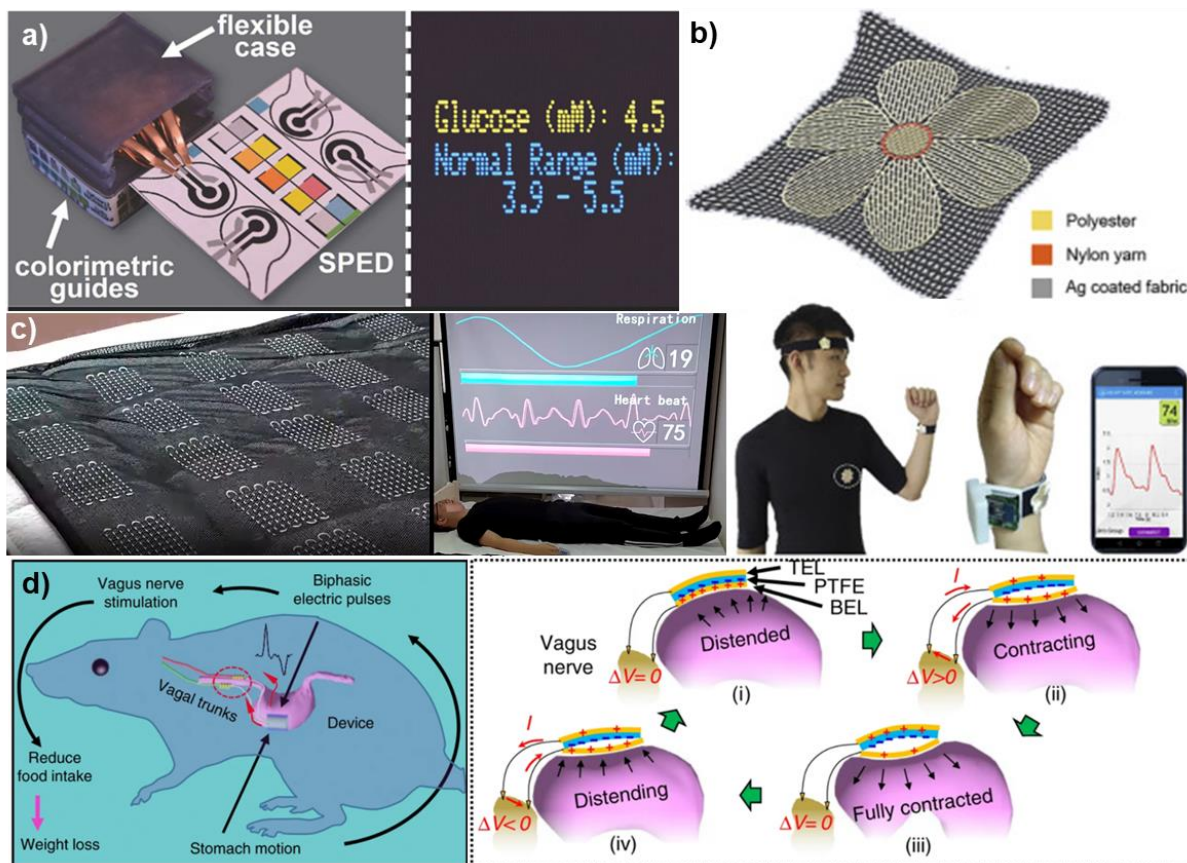 a)
flexible
case
colorimetric
guides
SPED
Glucose (mM): 4.5
Normal Range (mM):
3.9 - 5.5
b)
Polyester
Nylon yarn
Ag coated fabric
c)
Respiration
19
Heart beat
75
74
d)
Vagus nerve
stimulation
Biphasic
electric pulses
Vagal trunks
Device
Reduce
food intake
Weight loss
Stomach motion
TEL
PTFE
BEL
Vagus
nerve
Distended
ΔV= 0
(i)
I
Contracting
ΔV>0
(ii)
I
Distending
ΔV< 0
(iv)
Fully contracted
ΔV= 0
(iii)